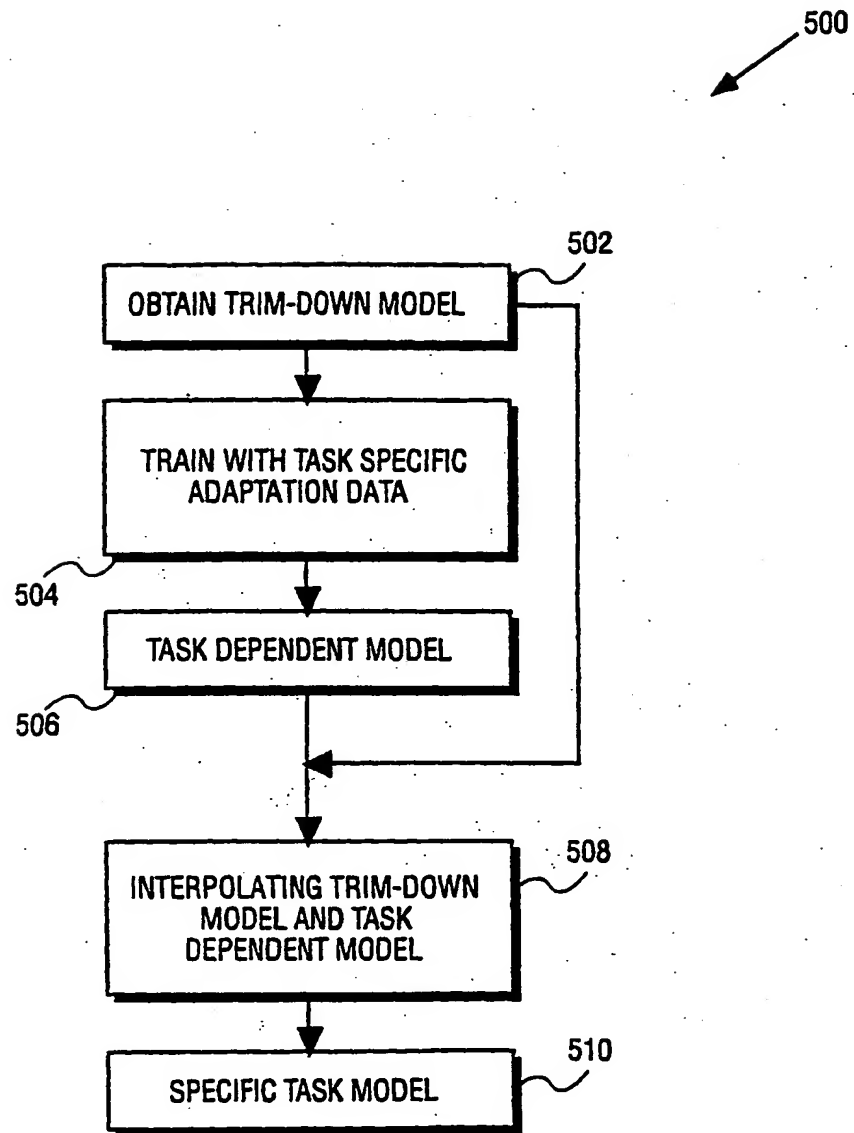 500
502
OBTAIN TRIM-DOWN MODEL
TRAIN WITH TASK SPECIFIC
ADAPTATION DATA
504
TASK DEPENDENT MODEL
506
508
INTERPOLATING TRIM-DOWN
MODEL AND TASK
DEPENDENT MODEL
510
SPECIFIC TASK MODEL